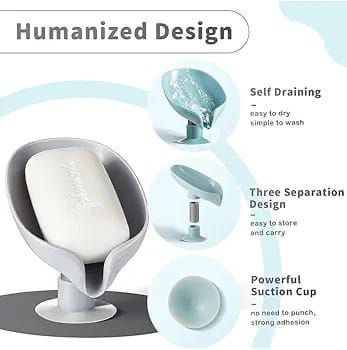 Humanized Design
Self Draining
easy to dry
simple to wash
Three Separation
Design
easy to store
and carry
Powerful
Suction Cup
no need to punch,
strong adhesion